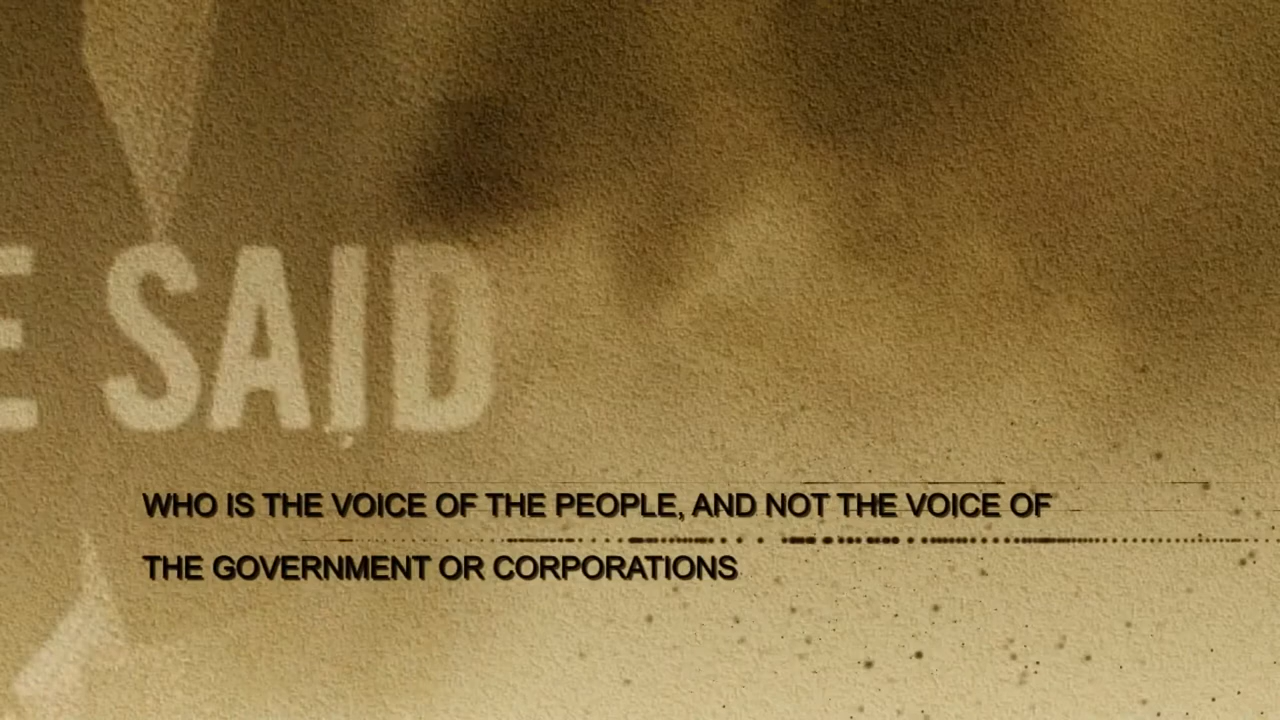 E SAID
WHO IS THE VOICE OF THE PEOPLE, AND NOT THE VOICE OF
THE GOVERNMENT OR CORPORATIONS